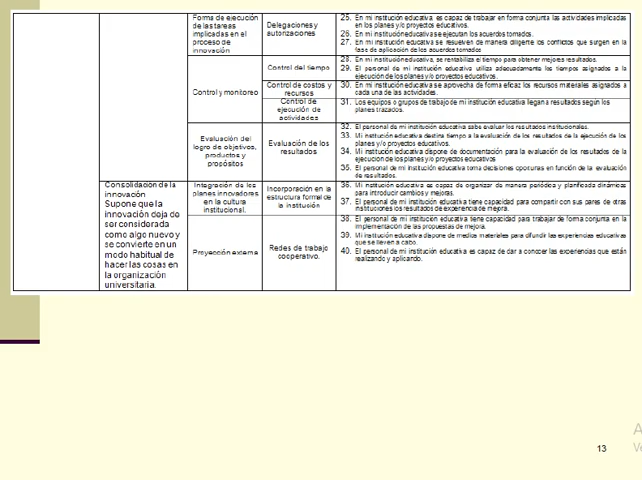 Forma de ejecución
de las tareas
implicadas en el
proceso de
innovación
Delegaciones y
autorizaciones
25. En mi institución educativa es capaz de trabajar en forma conjunta las actividades implicadas
en los planes y/o proyectos educativos.
26. En mi institución educativa se ejecutan los acuerdos tomados.
27. En mi institución educativa se resuelven de manera diligente los conflictos que surgen en la
fase de aplicación de los acuerdos tomados
Control y monitoreo
Control del tiempo
28. En mi institución educativa, se rentabiliza el tiempo para obtener mejores resultados.
29. El personal de mi institución educativa utiliza adecuadamente los tiempos asignados a la
ejecución de los planes y/o proyectos educativos.
Control de costos y
recursos
30. En mi institución educativa se aprovecha de forma eficaz los recursos materiales asignados a
cada una de las actividades.
Control de
ejecución de
actividades
31. Los equipos o grupos de trabajo de mi institución educativa llegan a resultados según los
planes trazados.
Evaluación del
logro de objetivos,
productos y
propósitos
Evaluación de los
resultados
32. El personal de mi institución educativa sabe evaluar los resultados institucionales.
33. Mi institución educativa destina tiempo a la evaluación de los resultados de la ejecución de los
planes y/o proyectos educativos.
34. Mi institución educativa dispone de documentación para la evaluación de los resultados de la
ejecución de los planes y/o proyectos educativos
35. El personal de mi institución educativa toma decisiones oportunas en función de la evaluación
de resultados.
Consolidación de la
innovación
Supone que la
innovación deja de
ser considerada
como algo nuevo y
se convierte en un
modo habitual de
hacer las cosas en
la organización
universitaria.
Integración de los
planes innovadores
en la cultura
institucional.
Incorporación en la
estructura formal de
la institución
36. Mi institución educativa es capaz de organizar de manera periódica y planificada dinámicas
para introducir cambios y mejoras.
37. El personal de mi institución educativa tiene capacidad para compartir con sus pares de otras
instituciones los resultados de experiencia de mejora.
Proyección externa
Redes de trabajo
cooperativo.
38. El personal de mi institución educativa tiene capacidad para trabajar de forma conjunta en la
implementación de las propuestas de mejora.
39. Mi institución educativa dispone de medios materiales para difundir las experiencias educativas
que se lleven a cabo.
40. El personal de mi institución educativa es capaz de dar a conocer las experiencias que están
realizando y aplicando.
13